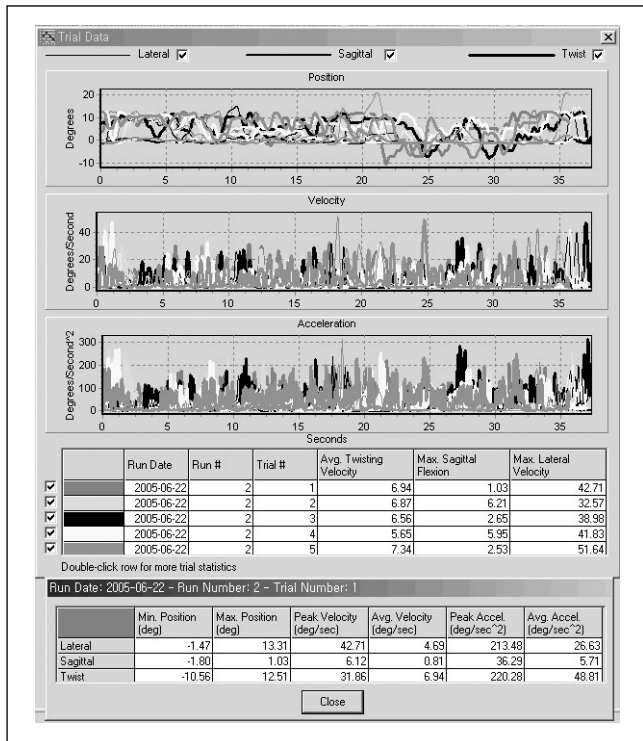 Trial Data
Lateral Sagittal Twist
Position
Degrees
20
10
0
-10
0 5 10 15 20 25 30 35
Velocity
Degrees/Second
40
20
0
0 5 10 15 20 25 30 35
Acceleration
Degrees/Second^2
300
200
100
0
0 5 10 15 20 25 30 35
Seconds
Run Date Run # Trial # Avg. Twisting Velocity Max. Sagittal Flexion Max. Lateral Velocity
2005-06-22 2 1 6.94 1.03 42.71
2005-06-22 2 2 6.87 6.21 32.57
2005-06-22 2 3 6.56 2.65 38.98
2005-06-22 2 4 5.65 5.95 41.83
2005-06-22 2 5 7.34 2.53 51.64
Double-click row for more trial statistics
Run Date: 2005-06-22 - Run Number: 2 - Trial Number: 1
Min. Position (deg) Max. Position (deg) Peak Velocity (deg/sec) Avg. Velocity (deg/sec) Peak Accel. (deg/sec^2) Avg. Accel. (deg/sec^2)
Lateral -1.47 13.31 42.71 4.69 213.48 26.63
Sagittal -1.80 1.03 6.12 0.81 36.29 5.71
Twist -10.56 12.51 31.86 6.94 220.28 48.81
Close